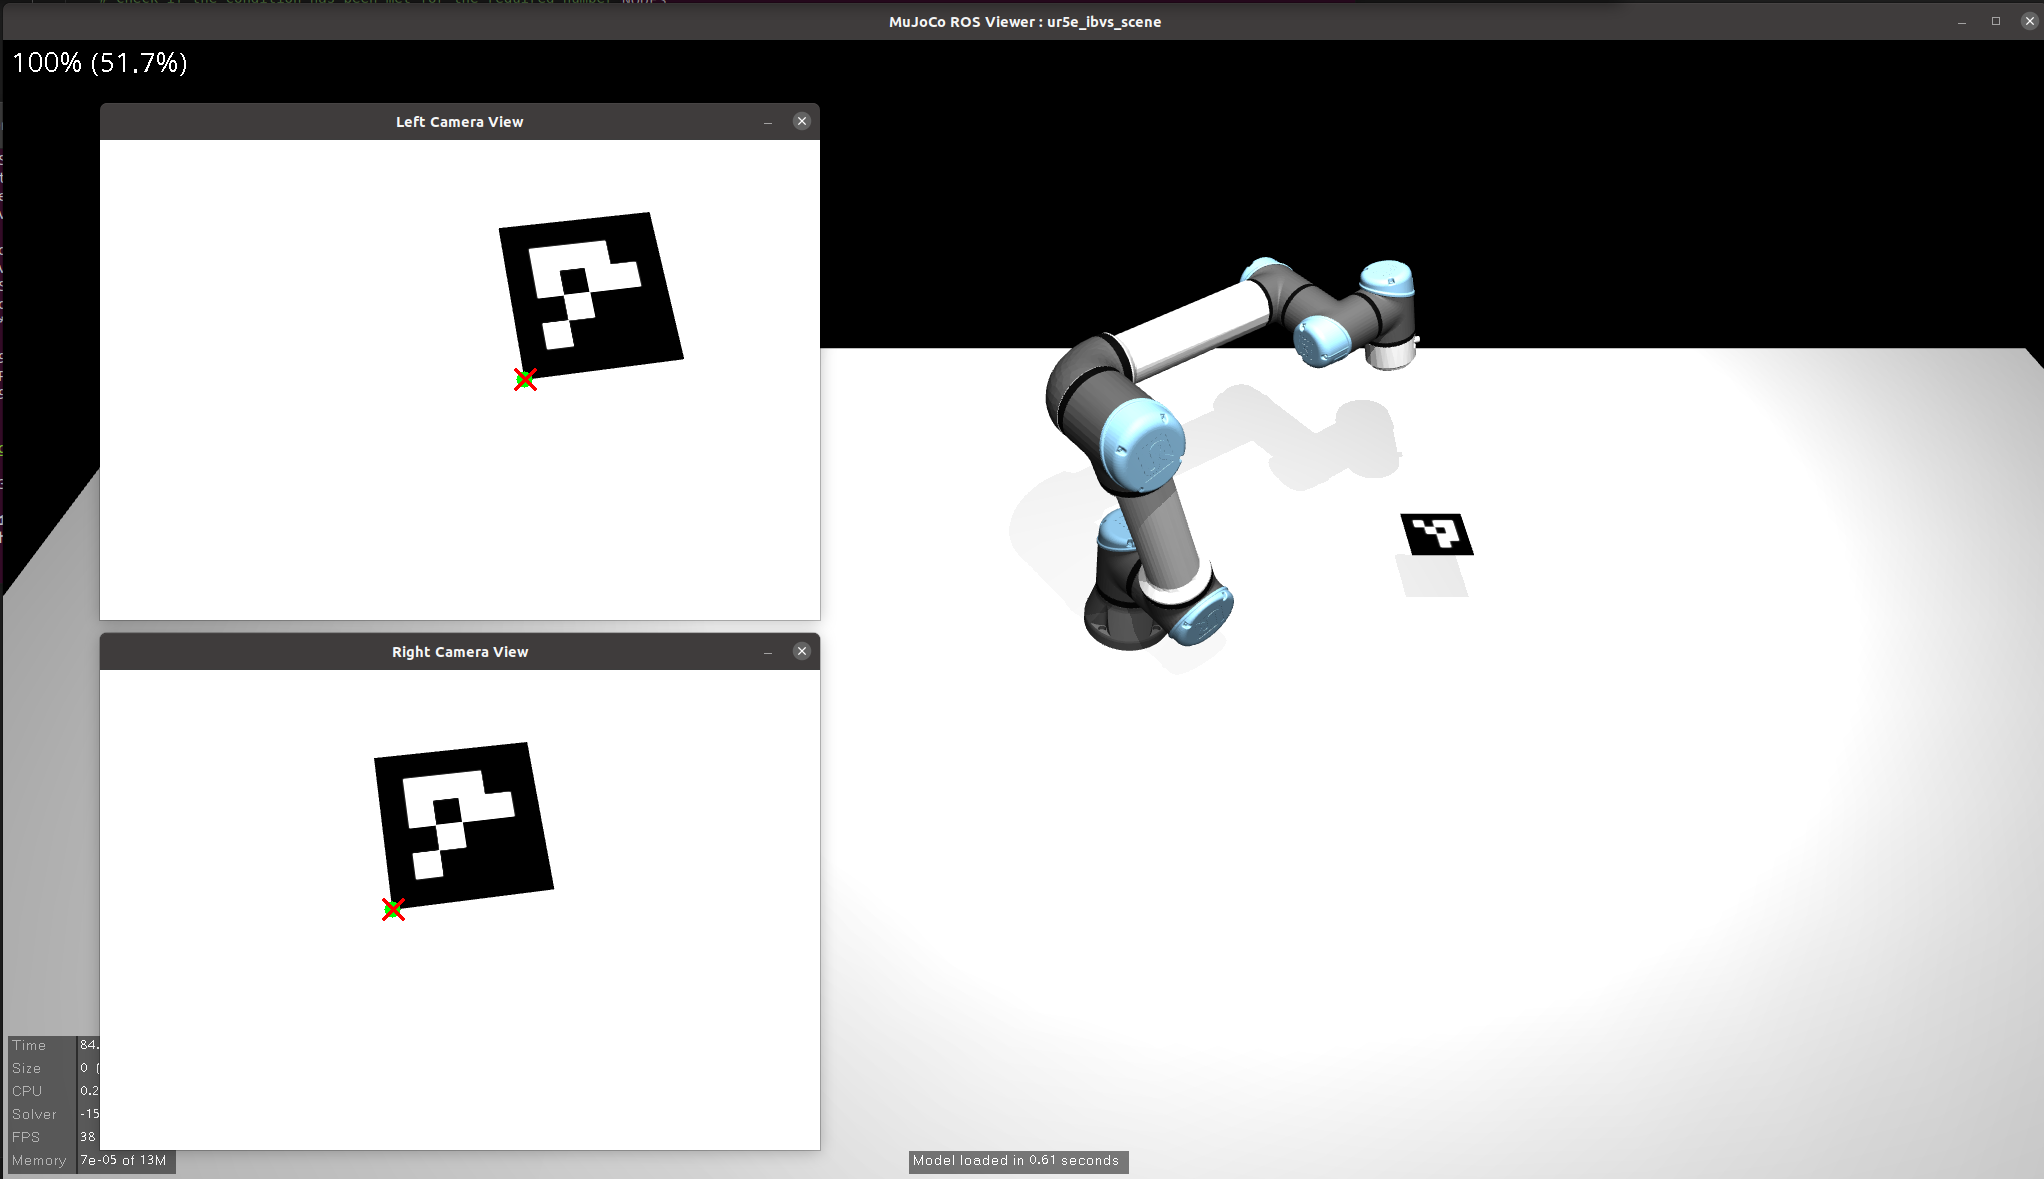 MuJoCo ROS Viewer : ur5e_ibvs_scene
100% (51.7%)
Left Camera View
Right Camera View
Time 84.
Size 0 (
CPU 0.2
Solver -15
FPS 38
Memory 7e-05 of 13M
Model loaded in 0.61 seconds